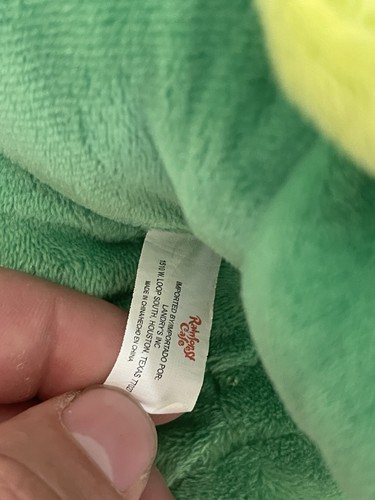 Rainforest
Cafe
IMPORTED BY/IMPORTADO POR:
LANDRY'S INC.
1510 W. LOOP SOUTH, HOUSTON, TEXAS
MADE IN CHINA/HECHO EN CHINA